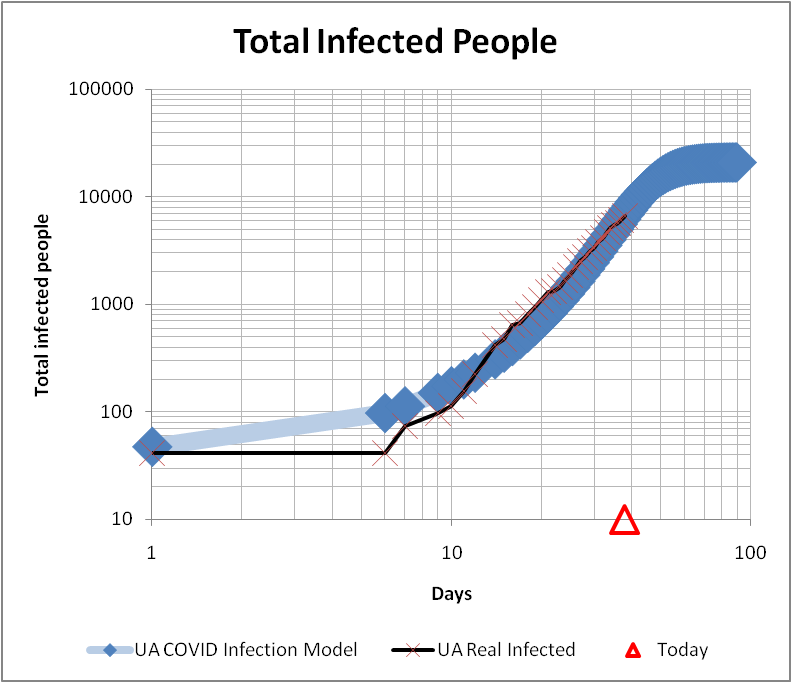 Total Infected People
100000
10000
1000
100
10
1
10
100
Total infected people
Days
UA COVID Infection Model
UA Real Infected
Today